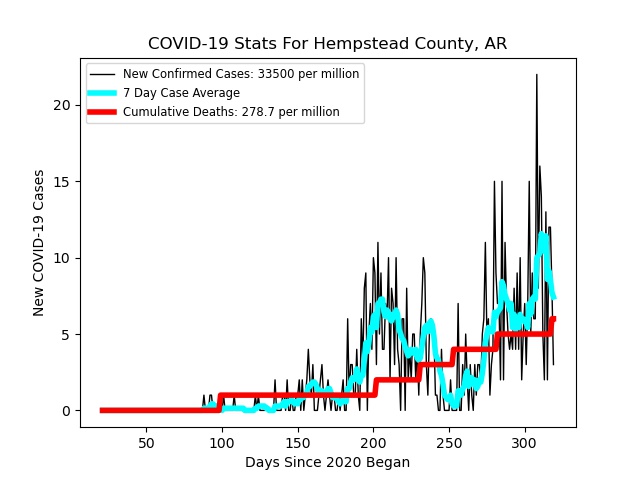 COVID-19 Stats For Hempstead County, AR
New Confirmed Cases: 33500 per million
7 Day Case Average
Cumulative Deaths: 278.7 per million
New COVID-19 Cases
20
15
10
5
0
50 100 150 200 250 300
Days Since 2020 Began